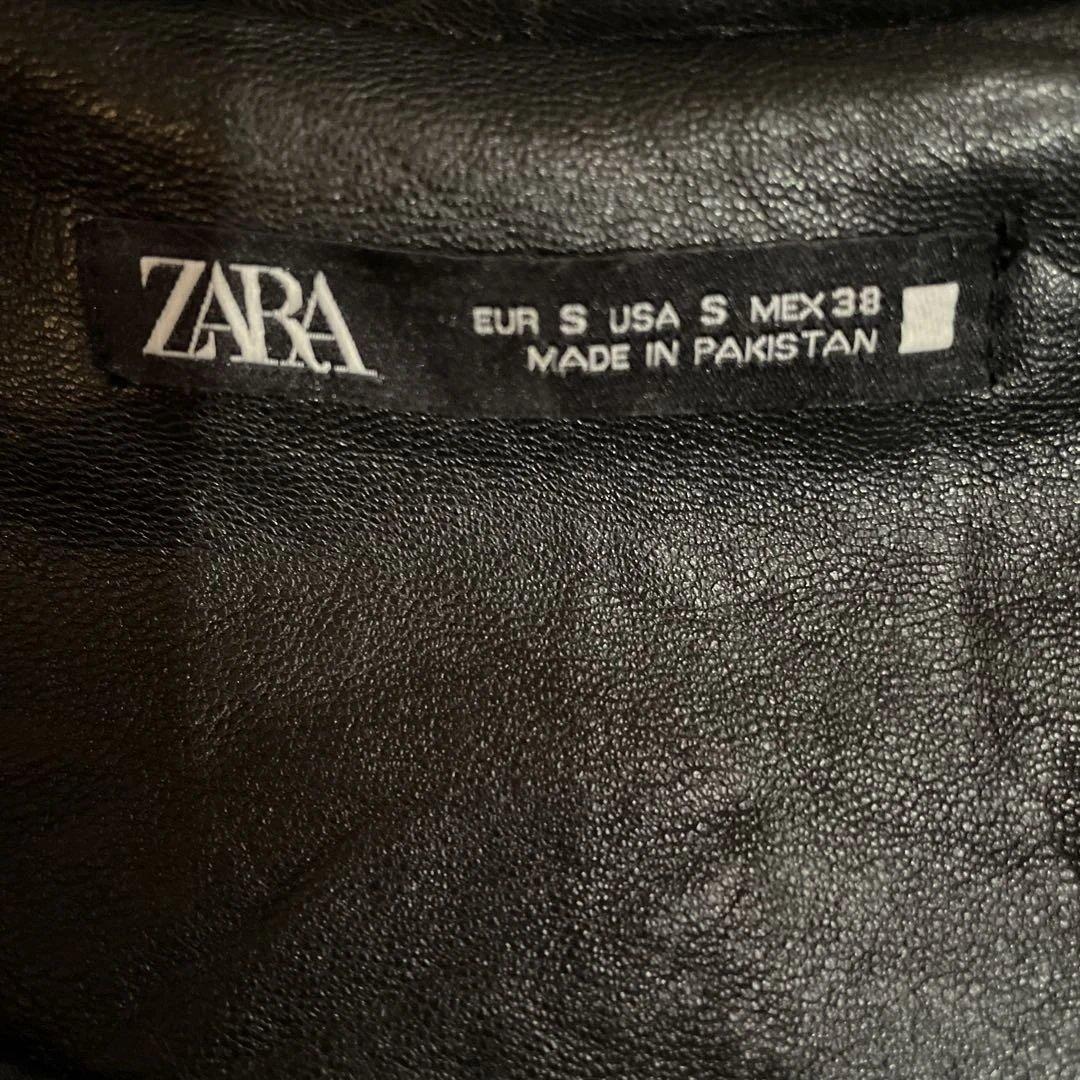 ZARA
EUR S USA S MEX 38
MADE IN PAKISTAN